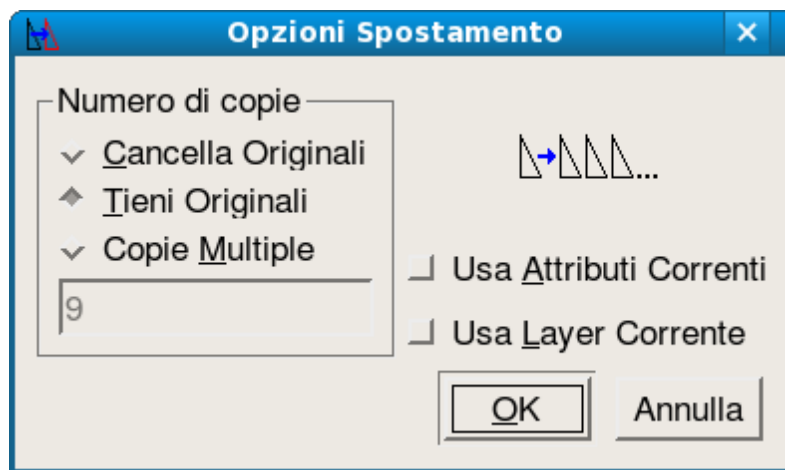 Opzioni Spostamento
Numero di copie
Cancella Originali
Tieni Originali
Copie Multiple
9
...
Usa Attributi Correnti
Usa Layer Corrente
OK
Annulla